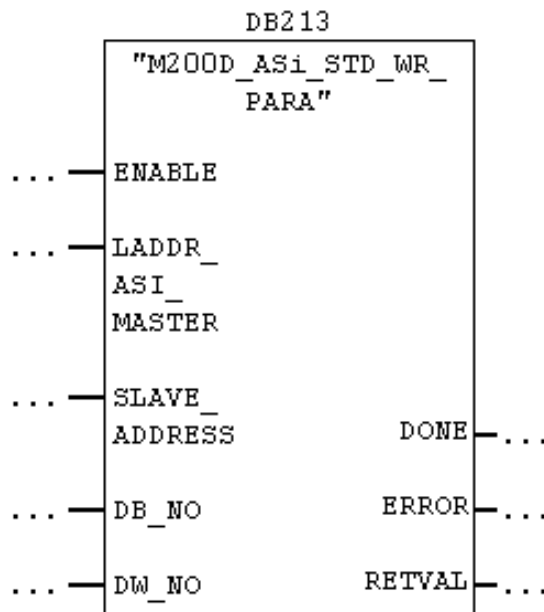 DB213
"M200D_ASi_STD_WR_
PARA"
... ENABLE
... LADDR_
ASI_
MASTER
... SLAVE_
ADDRESS DONE ...
... DB_NO ERROR ...
... DW_NO RETVAL ...